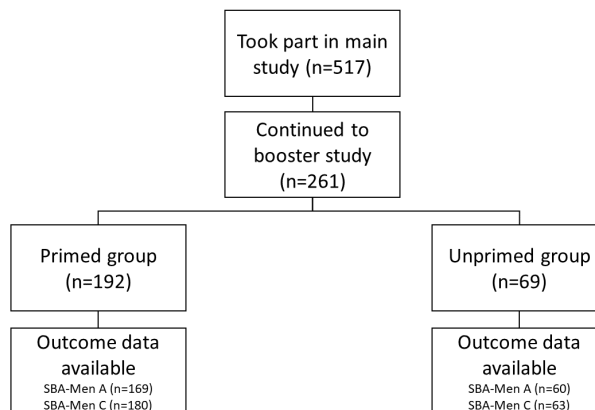 Took part in main
study (n=517)
Continued to
booster study
(n=261)
Primed group
(n=192)
Unprimed group
(n=69)
Outcome data
available
SBA-Men A (n=169)
SBA-Men C (n=180)
Outcome data
available
SBA-Men A (n=60)
SBA-Men C (n=63)